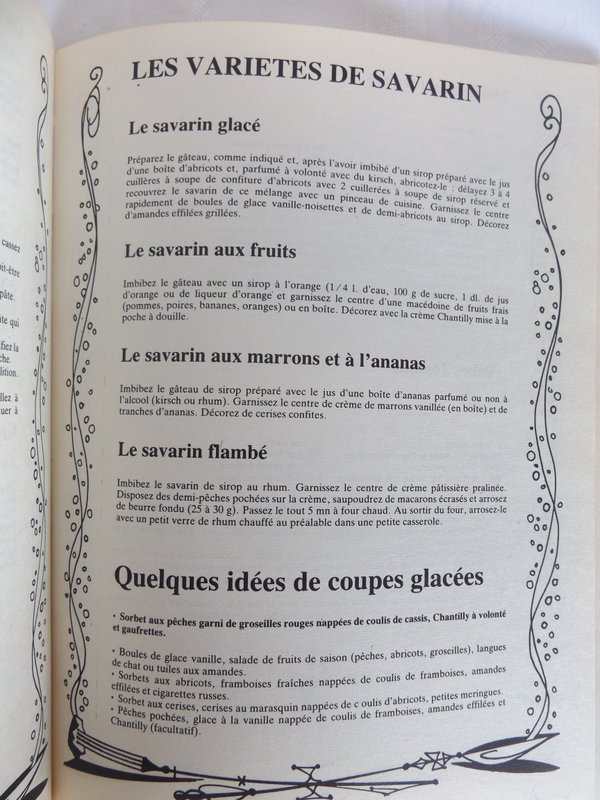 cassez
oit-être
pâte.
te qui
fiez la
che.
lition.
llez à
uer à
LES VARIETES DE SAVARIN
Le savarin glacé
Préparez le gâteau, comme indiqué et, après l'avoir imbibé d'un sirop préparé avec le jus
d'une boîte d'abricots et, parfumé à volonté avec du kirsch, abricotez-le : délayez 3 à 4
cuillères à soupe de confiture d'abricots avec 2 cuillerées à soupe de sirop réservé et
recouvrez le savarin de ce mélange avec un pinceau de cuisine. Garnissez le centre
rapidement de boules de glace vanille-noisettes et de demi-abricots au sirop. Décorez
d'amandes effilées grillées.
Le savarin aux fruits
Imbibez le gâteau avec un sirop à l'orange (1/4 l. d'eau, 100 g de sucre, 1 dl. de jus
d'orange ou de liqueur d'orange et garnissez le centre d'une macédoine de fruits frais
(pommes, poires, bananes, oranges) ou en boîte. Décorez avec la crème Chantilly mise à la
poche à douille.
Le savarin aux marrons et à l'ananas
Imbibez le gâteau de sirop préparé avec le jus d'une boîte d'ananas parfumé ou non à
l'alcool (kirsch ou rhum). Garnissez le centre de crème de marrons vanillée (en boîte) et de
tranches d'ananas. Décorez de cerises confites.
Le savarin flambé
Imbibez le savarin de sirop au rhum. Garnissez le centre de crème pâtissière pralinée.
Disposez des demi-pêches pochées sur la crème, saupoudrez de macarons écrasés et arrosez
de beurre fondu (25 à 30 g). Passez le tout 5 mn à four chaud. Au sortir du four, arrosez-le
avec un petit verre de rhum chauffé au préalable dans une petite casserole.
Quelques idées de coupes glacées
• Sorbet aux pêches garni de groseilles rouges nappées de coulis de cassis, Chantilly à volonté
et gaufrettes.
• Boules de glace vanille, salade de fruits de saison (pêches, abricots, groseilles), langues
de chat ou tuiles aux amandes.
• Sorbets aux abricots, framboises fraîches nappées de coulis de framboises, amandes
effilées et cigarettes russes.
• Sorbet aux cerises, cerises au marasquin nappées de c oulis d'abricots, petites meringues.
• Pêches pochées, glace à la vanille nappée de coulis de framboises, amandes effilées et
Chantilly (facultatif).